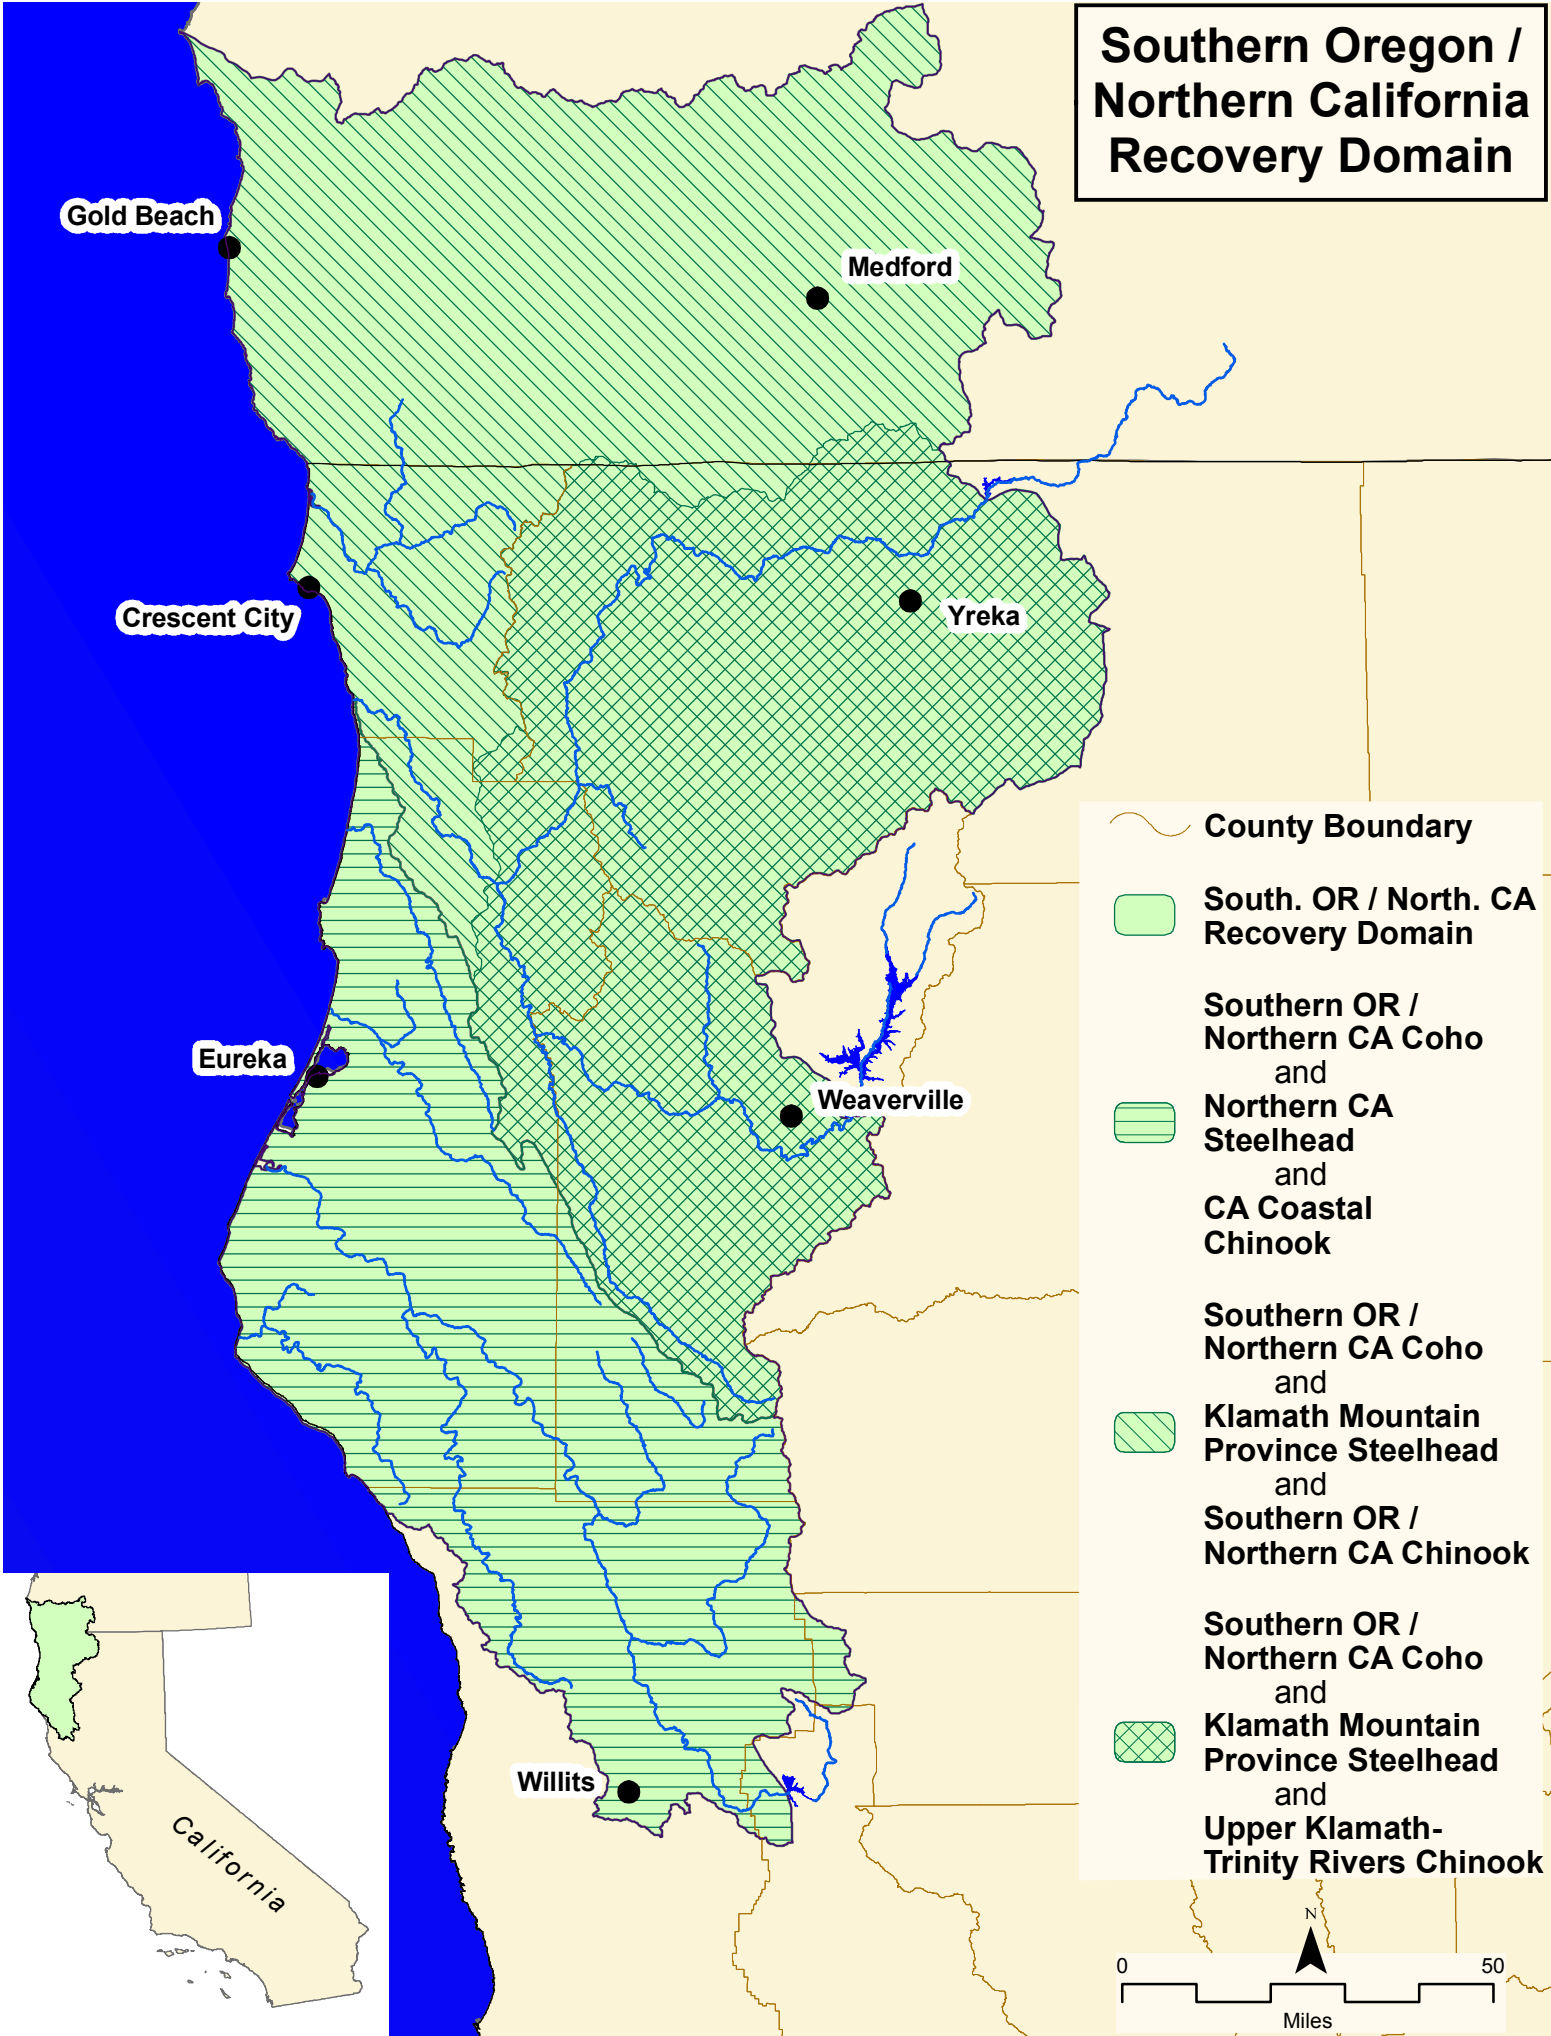 Southern Oregon /
Northern California
Recovery Domain
Gold Beach
Medford
Crescent City
Yreka
Eureka
Weaverville
Willits
County Boundary
South. OR / North. CA
Recovery Domain
Southern OR /
Northern CA Coho
and
Northern CA
Steelhead
and
CA Coastal
Chinook
Southern OR /
Northern CA Coho
and
Klamath Mountain
Province Steelhead
and
Southern OR /
Northern CA Chinook
Southern OR /
Northern CA Coho
and
Klamath Mountain
Province Steelhead
and
Upper Klamath-
Trinity Rivers Chinook
California
N
0 50
Miles